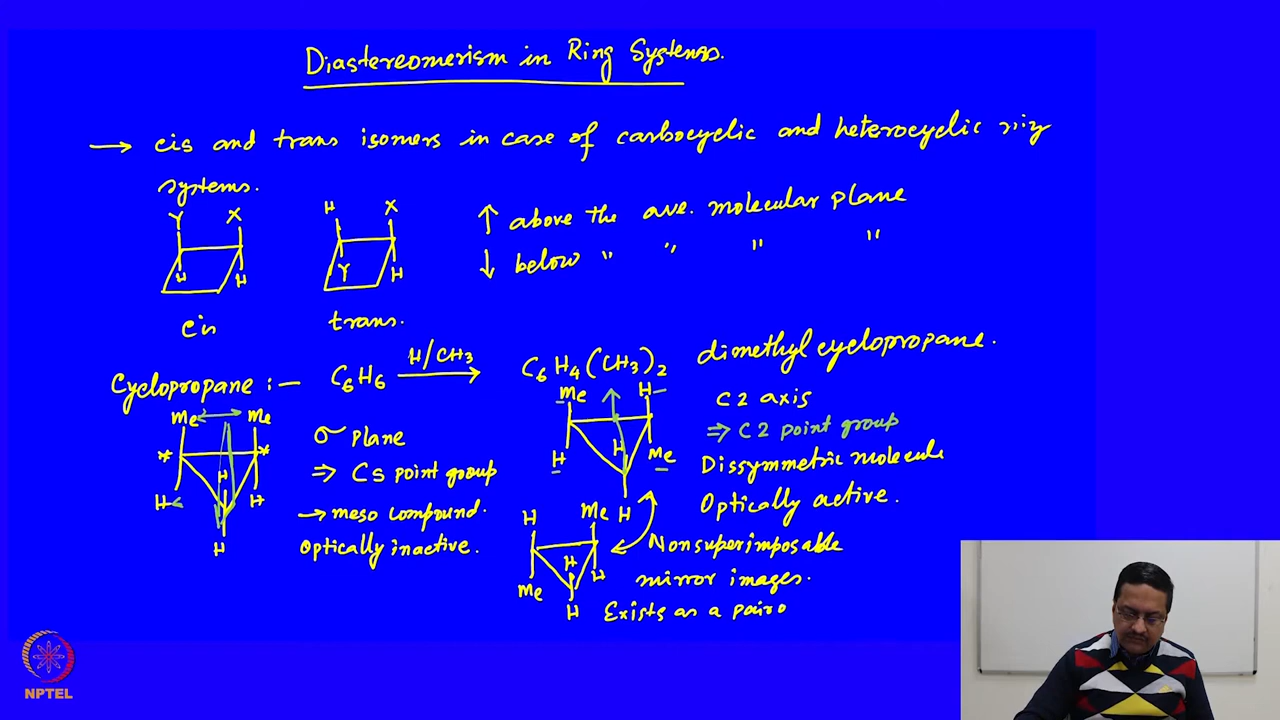 Diastereomerism in Ring Systems.
→ cis and trans isomers in case of carbocyclic and heterocyclic ring
systems.
Y X
H H
cis
H X
Y H
trans.
↑ above the ave. molecular plane
↓ below " " " "
Cyclopropane :- C6H6 H/CH3 → C6H4(CH3)2 dimethyl cyclopropane.
Me Me
* *
H H H
H
σ plane
⇒ Cs point group
→ meso compound.
Optically inactive.
Me H
H H Me
H
C2 axis
⇒ C2 point group
Dissymmetric molecule
Optically active.
H Me
Me H H
H
Nonsuperimposable
mirror images.
Exists as a pair o
NPTEL